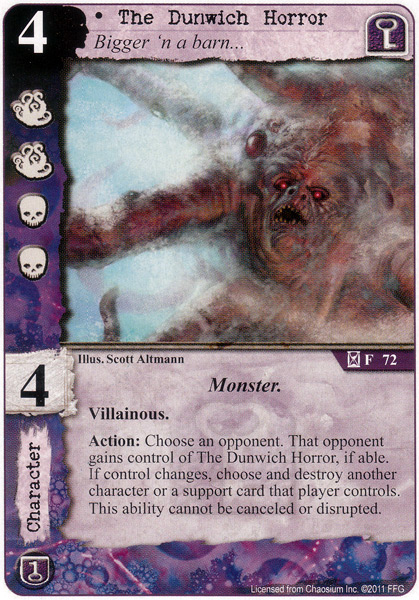 4
• The Dunwich Horror
Bigger ‘n a barn...
Illus. Scott Altmann
F 72
4
Monster.
Villainous.
Action: Choose an opponent. That opponent
gains control of The Dunwich Horror, if able.
If control changes, choose and destroy another
character or a support card that player controls.
This ability cannot be canceled or disrupted.
Character
1
Licensed from Chaosium Inc. ©2011 FFG